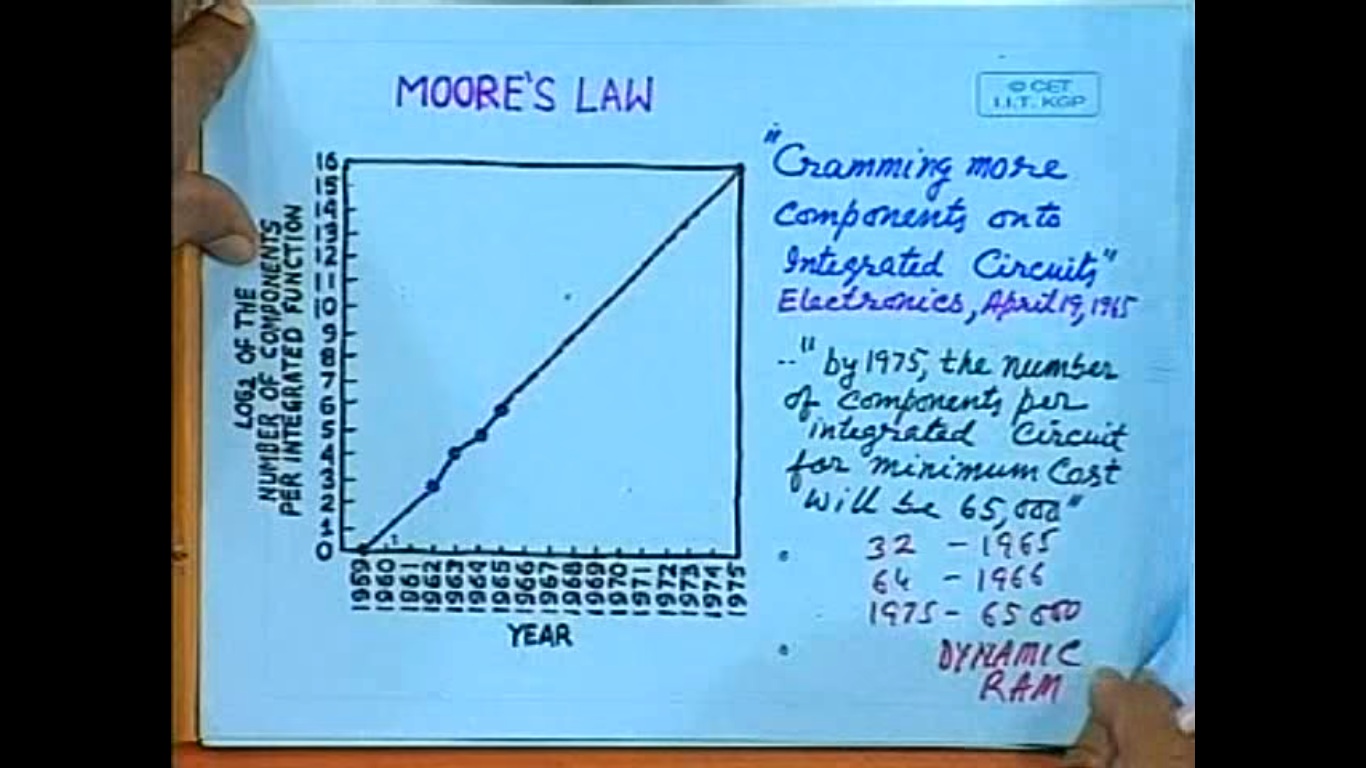 MOORE'S LAW
© CET
I.I.T. KGP
LOG2 OF THE
NUMBER OF COMPONENTS
PER INTEGRATED FUNCTION
16
15
14
13
12
11
10
9
8
7
6
5
4
3
2
1
0
1959
1960
1961
1962
1963
1964
1965
1966
1967
1968
1969
1970
1971
1972
1973
1974
1975
YEAR
"Cramming more
components onto
Integrated Circuits"
Electronics, April 19, 1965
.."by 1975, the number
of components per
integrated circuit
for minimum cost
will be 65,000"
32 - 1965
64 - 1966
1975 - 65000
DYNAMIC
RAM